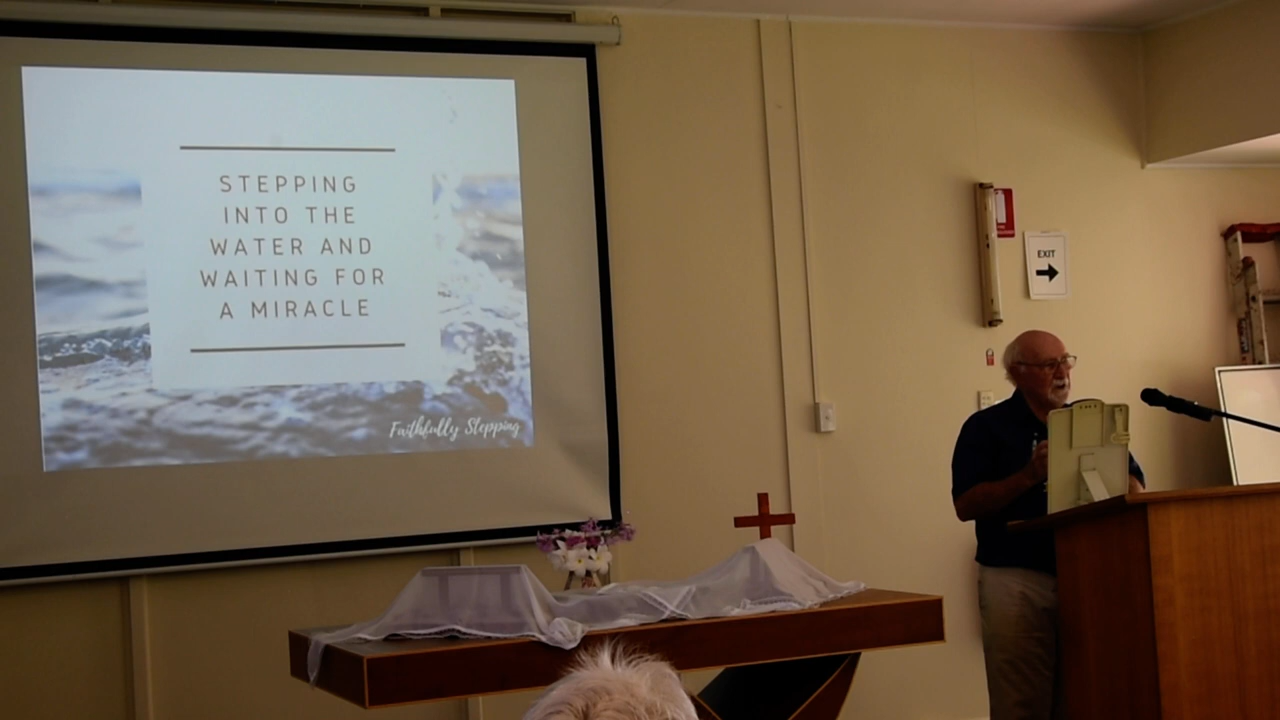 STEPPING
INTO THE
WATER AND
WAITING FOR
A MIRACLE
Faithfully Stepping
EXIT